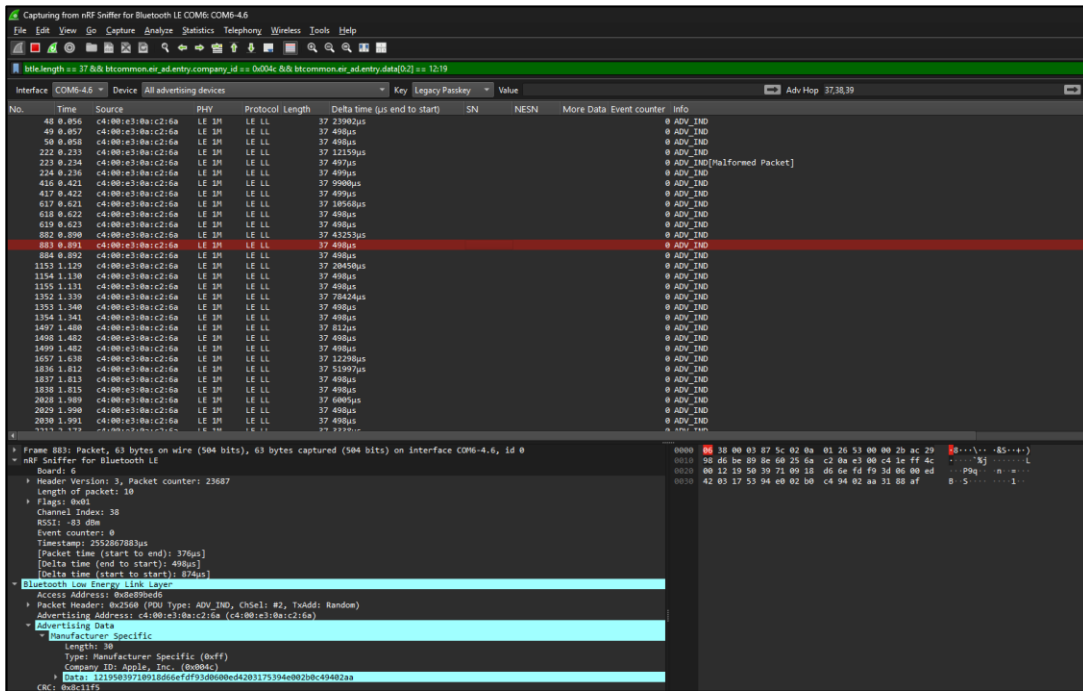 Capturing from nRF Sniffer for Bluetooth LE COM6: COM6-4.6
File Edit View Go Capture Analyze Statistics Telephony Wireless Tools Help
btle.length == 37 && btcommon.eir_ad.entry.company_id == 0x004c && btcommon.eir_ad.entry.data[0:2] == 12:19
Interface COM6-4.6 Device All advertising devices Key Legacy Passkey Value Adv Hop 37,38,39
No. Time Source PHY Protocol Length Delta time (µs end to start) SN NESN More Data Event counter Info
48 0.056 c4:00:e3:0a:c2:6a LE 1M LE LL 37 23902µs 0 ADV_IND
49 0.057 c4:00:e3:0a:c2:6a LE 1M LE LL 37 498µs 0 ADV_IND
50 0.058 c4:00:e3:0a:c2:6a LE 1M LE LL 37 498µs 0 ADV_IND
222 0.233 c4:00:e3:0a:c2:6a LE 1M LE LL 37 12159µs 0 ADV_IND
223 0.234 c4:00:e3:0a:c2:6a LE 1M LE LL 37 497µs 0 ADV_IND[Malformed Packet]
224 0.236 c4:00:e3:0a:c2:6a LE 1M LE LL 37 499µs 0 ADV_IND
416 0.421 c4:00:e3:0a:c2:6a LE 1M LE LL 37 9900µs 0 ADV_IND
417 0.422 c4:00:e3:0a:c2:6a LE 1M LE LL 37 499µs 0 ADV_IND
617 0.621 c4:00:e3:0a:c2:6a LE 1M LE LL 37 10568µs 0 ADV_IND
618 0.622 c4:00:e3:0a:c2:6a LE 1M LE LL 37 498µs 0 ADV_IND
619 0.623 c4:00:e3:0a:c2:6a LE 1M LE LL 37 498µs 0 ADV_IND
882 0.890 c4:00:e3:0a:c2:6a LE 1M LE LL 37 43253µs 0 ADV_IND
883 0.891 c4:00:e3:0a:c2:6a LE 1M LE LL 37 498µs 0 ADV_IND
884 0.892 c4:00:e3:0a:c2:6a LE 1M LE LL 37 498µs 0 ADV_IND
1153 1.129 c4:00:e3:0a:c2:6a LE 1M LE LL 37 20450µs 0 ADV_IND
1154 1.130 c4:00:e3:0a:c2:6a LE 1M LE LL 37 498µs 0 ADV_IND
1155 1.131 c4:00:e3:0a:c2:6a LE 1M LE LL 37 498µs 0 ADV_IND
1352 1.339 c4:00:e3:0a:c2:6a LE 1M LE LL 37 78424µs 0 ADV_IND
1353 1.340 c4:00:e3:0a:c2:6a LE 1M LE LL 37 498µs 0 ADV_IND
1354 1.341 c4:00:e3:0a:c2:6a LE 1M LE LL 37 498µs 0 ADV_IND
1497 1.480 c4:00:e3:0a:c2:6a LE 1M LE LL 37 812µs 0 ADV_IND
1498 1.482 c4:00:e3:0a:c2:6a LE 1M LE LL 37 498µs 0 ADV_IND
1499 1.482 c4:00:e3:0a:c2:6a LE 1M LE LL 37 498µs 0 ADV_IND
1657 1.638 c4:00:e3:0a:c2:6a LE 1M LE LL 37 12298µs 0 ADV_IND
1836 1.812 c4:00:e3:0a:c2:6a LE 1M LE LL 37 51997µs 0 ADV_IND
1837 1.813 c4:00:e3:0a:c2:6a LE 1M LE LL 37 498µs 0 ADV_IND
1838 1.815 c4:00:e3:0a:c2:6a LE 1M LE LL 37 498µs 0 ADV_IND
2028 1.989 c4:00:e3:0a:c2:6a LE 1M LE LL 37 6005µs 0 ADV_IND
2029 1.990 c4:00:e3:0a:c2:6a LE 1M LE LL 37 498µs 0 ADV_IND
2030 1.991 c4:00:e3:0a:c2:6a LE 1M LE LL 37 498µs 0 ADV_IND
Frame 883: Packet, 63 bytes on wire (504 bits), 63 bytes captured (504 bits) on interface COM6-4.6, id 0
nRF Sniffer for Bluetooth LE
Board: 6
Header Version: 3, Packet counter: 23687
Length of packet: 10
Flags: 0x01
Channel Index: 38
RSSI: -83 dBm
Event counter: 0
Timestamp: 2552867883µs
[Packet time (start to end): 376µs]
[Delta time (end to start): 498µs]
[Delta time (start to start): 874µs]
Bluetooth Low Energy Link Layer
Access Address: 0x8e89bed6
Packet Header: 0x2560 (PDU Type: ADV_IND, ChSel: #2, TxAdd: Random)
Advertising Address: c4:00:e3:0a:c2:6a (c4:00:e3:0a:c2:6a)
Advertising Data
Manufacturer Specific
Length: 30
Type: Manufacturer Specific (0xff)
Company ID: Apple, Inc. (0x004c)
Data: 12195039710918d66efdf93d0600ed4203175394e002b0c49402aa
CRC: 0x8c11f5
0000 06 38 00 03 87 5c 02 0a 01 26 53 00 00 2b ac 29 ·8···\·· ·&S··+·)
0010 98 d6 be 89 8e 60 25 6a c2 0a e3 00 c4 1e ff 4c ·····`%j ·······L
0020 00 12 19 50 39 71 09 18 d6 6e fd f9 3d 06 00 ed ···P9q·· ·n··=···
0030 42 03 17 53 94 e0 02 b0 c4 94 02 aa 31 88 af B··S···· ····1··